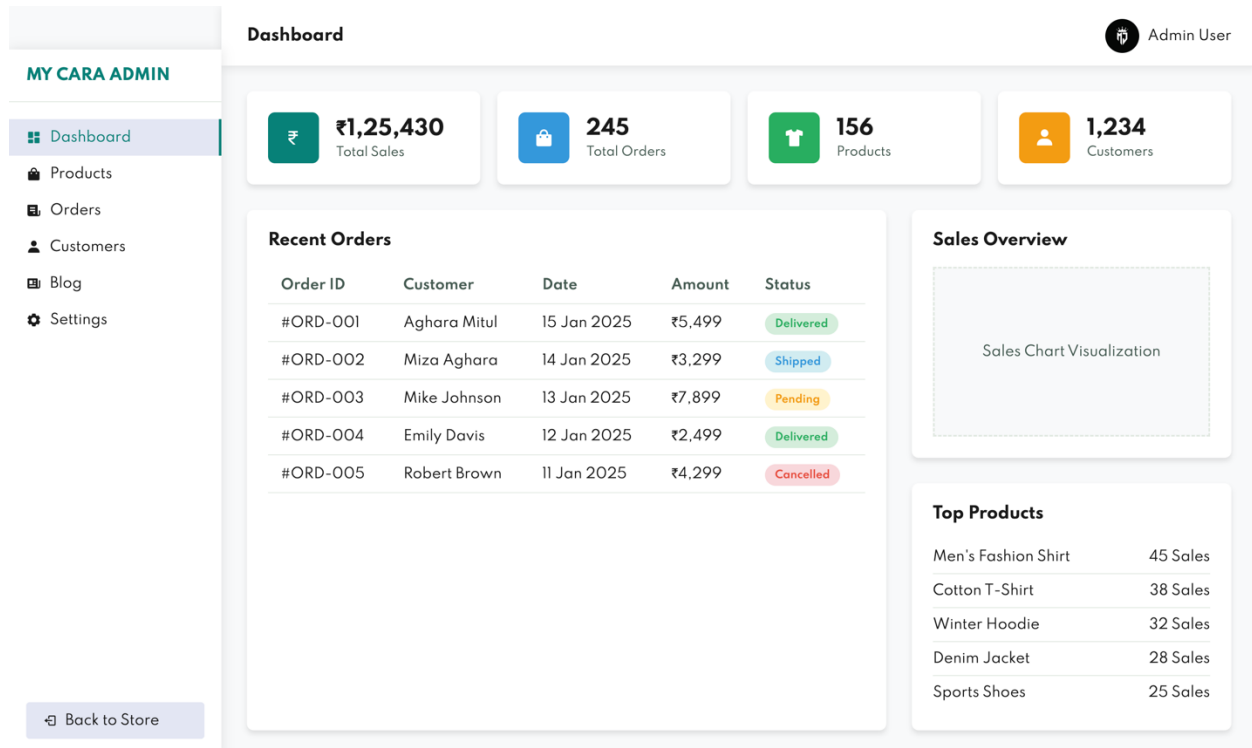 MY CARA ADMIN
Dashboard
Products
Orders
Customers
Blog
Settings
Back to Store
Dashboard
Admin User
₹1,25,430
Total Sales
245
Total Orders
156
Products
1,234
Customers
Recent Orders
Order ID Customer Date Amount Status
#ORD-001 Aghara Mitul 15 Jan 2025 ₹5,499 Delivered
#ORD-002 Miza Aghara 14 Jan 2025 ₹3,299 Shipped
#ORD-003 Mike Johnson 13 Jan 2025 ₹7,899 Pending
#ORD-004 Emily Davis 12 Jan 2025 ₹2,499 Delivered
#ORD-005 Robert Brown 11 Jan 2025 ₹4,299 Cancelled
Sales Overview
Sales Chart Visualization
Top Products
Men's Fashion Shirt 45 Sales
Cotton T-Shirt 38 Sales
Winter Hoodie 32 Sales
Denim Jacket 28 Sales
Sports Shoes 25 Sales